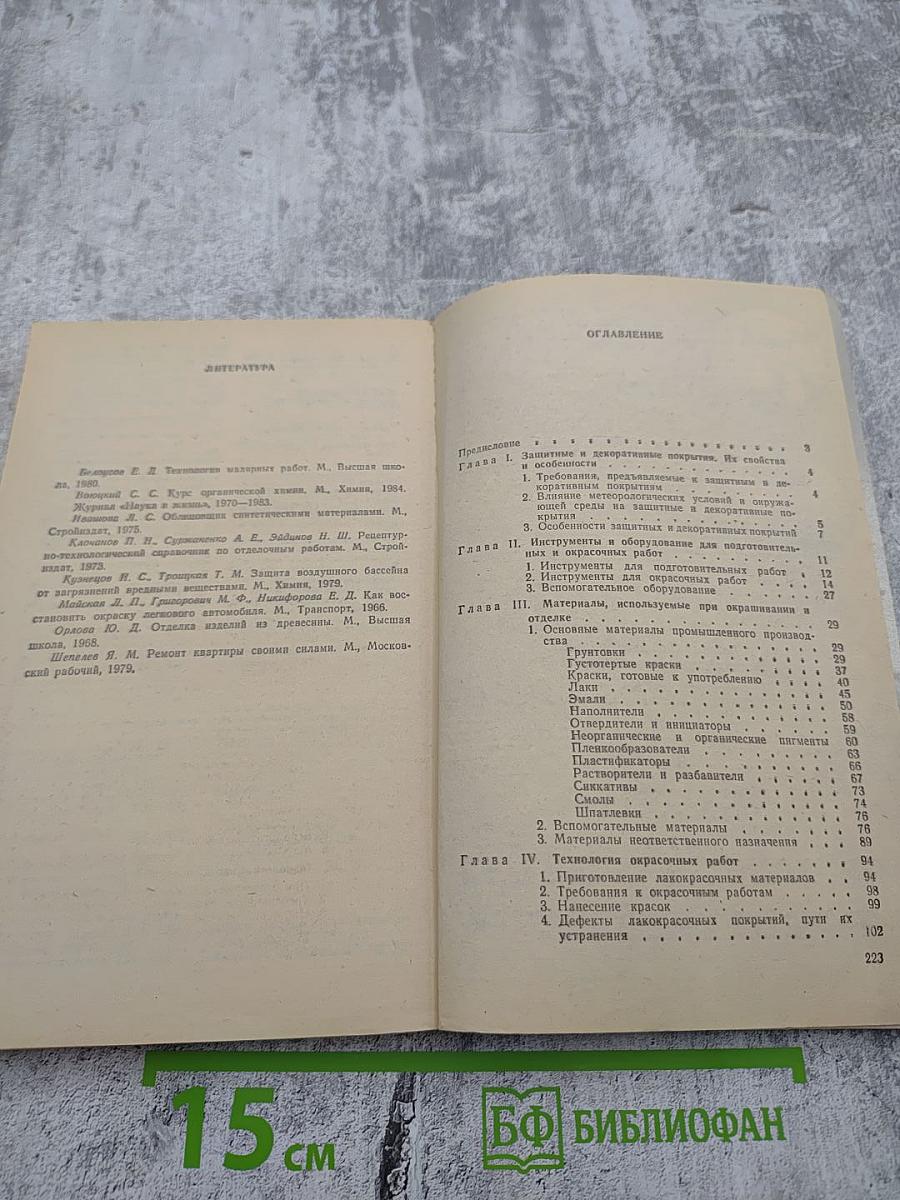 ЛИТЕРАТУРА
Белоусов Е. Д. Технология малярных работ. М., Высшая шко-
ла, 1980.
Воюцкий С. С. Курс органической химии. М., Химия, 1984.
Журнал «Наука и жизнь», 1970—1983.
Ивашова Л. С. Облицовщик синтетическими материалами. М.,
Стройиздат, 1975.
Клочанов П. Н., Суржаненко А. Е., Эйдинов Н. Ш. Рецептур-
но-технологический справочник по отделочным работам. М., Строй-
издат, 1973.
Кузнецов И. С., Троицкая Т. М. Защита воздушного бассейна
от загрязнений вредными веществами. М., Химия, 1979.
Майская Л. П., Григорович М. Ф., Никифорова Е. Д. Как вос-
становить окраску легкового автомобиля. М., Транспорт, 1966.
Орлова Ю. Д. Отделка изделий из древесины. М., Высшая
школа, 1968.
Шепелев Я. М. Ремонт квартиры своими силами. М., Москов-
ский рабочий, 1979.
ОГЛАВЛЕНИЕ
Предисловие . . . . . . . . . . . . 3
Глава I. Защитные и декоративные покрытия. Их свойства
и особенности . . . . . . . . . . 4
1. Требования, предъявляемые к защитным и де-
коративным покрытиям . . . . . . . 4
2. Влияние метеорологических условий и окружа-
ющей среды на защитные и декоративные по-
крытия . . . . . . . . . . . 5
3. Особенности защитных и декоративных покрытий 7
Глава II. Инструменты и оборудование для подготовитель-
ных и окрасочных работ . . . . . . . 11
1. Инструменты для подготовительных работ . 12
2. Инструменты для окрасочных работ . . . 14
3. Вспомогательное оборудование . . . . . 27
Глава III. Материалы, используемые при окрашивании и
отделке . . . . . . . . . . . 29
1. Основные материалы промышленного производ-
ства . . . . . . . . . . . . 29
Грунтовки . . . . . . . . . 29
Густотертые краски . . . . . . 37
Краски, готовые к употреблению . . . 40
Лаки . . . . . . . . . . . 45
Эмали . . . . . . . . . . 50
Наполнители . . . . . . . . 58
Отвердители и инициаторы . . . . . 59
Неорганические и органические пигменты 60
Пленкообразователи . . . . . . 63
Пластификаторы . . . . . . . 66
Растворители и разбавители . . . . 67
Сиккативы . . . . . . . . . 73
Смолы . . . . . . . . . . 74
Шпатлевки . . . . . . . . . 76
2. Вспомогательные материалы . . . . . 76
3. Материалы неответственного назначения . . . 89
Глава IV. Технология окрасочных работ . . . . . . 94
1. Приготовление лакокрасочных материалов . . 94
2. Требования к окрасочным работам . . . . . 98
3. Нанесение красок . . . . . . . . . 99
4. Дефекты лакокрасочных покрытий, пути их
устранения . . . . . . . . . . . . 102
223
15 см
БФ БИБЛИОФАН